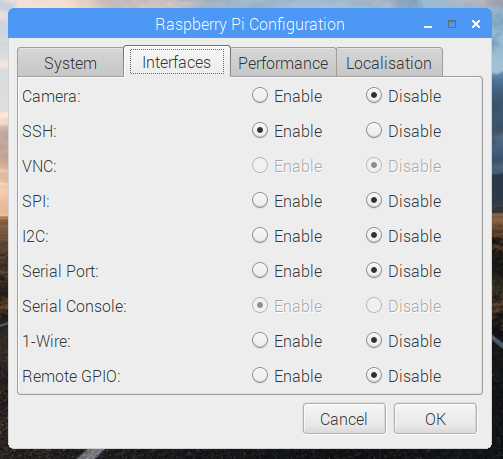 Raspberry Pi Configuration
System Interfaces Performance Localisation
Camera: Enable Disable
SSH: Enable Disable
VNC: Enable Disable
SPI: Enable Disable
I2C: Enable Disable
Serial Port: Enable Disable
Serial Console: Enable Disable
1-Wire: Enable Disable
Remote GPIO: Enable Disable
Cancel OK